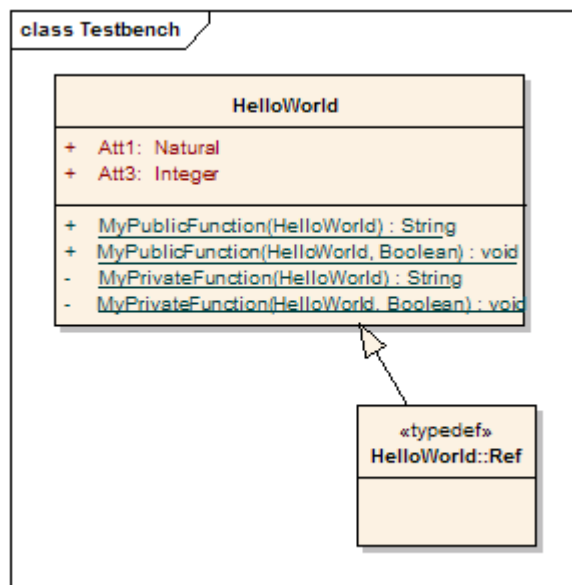 class Testbench
HelloWorld
+ Att1: Natural
+ Att3: Integer
+ MyPublicFunction(HelloWorld) : String
+ MyPublicFunction(HelloWorld, Boolean) : void
- MyPrivateFunction(HelloWorld) : String
- MyPrivateFunction(HelloWorld, Boolean) : void
«typedef»
HelloWorld::Ref